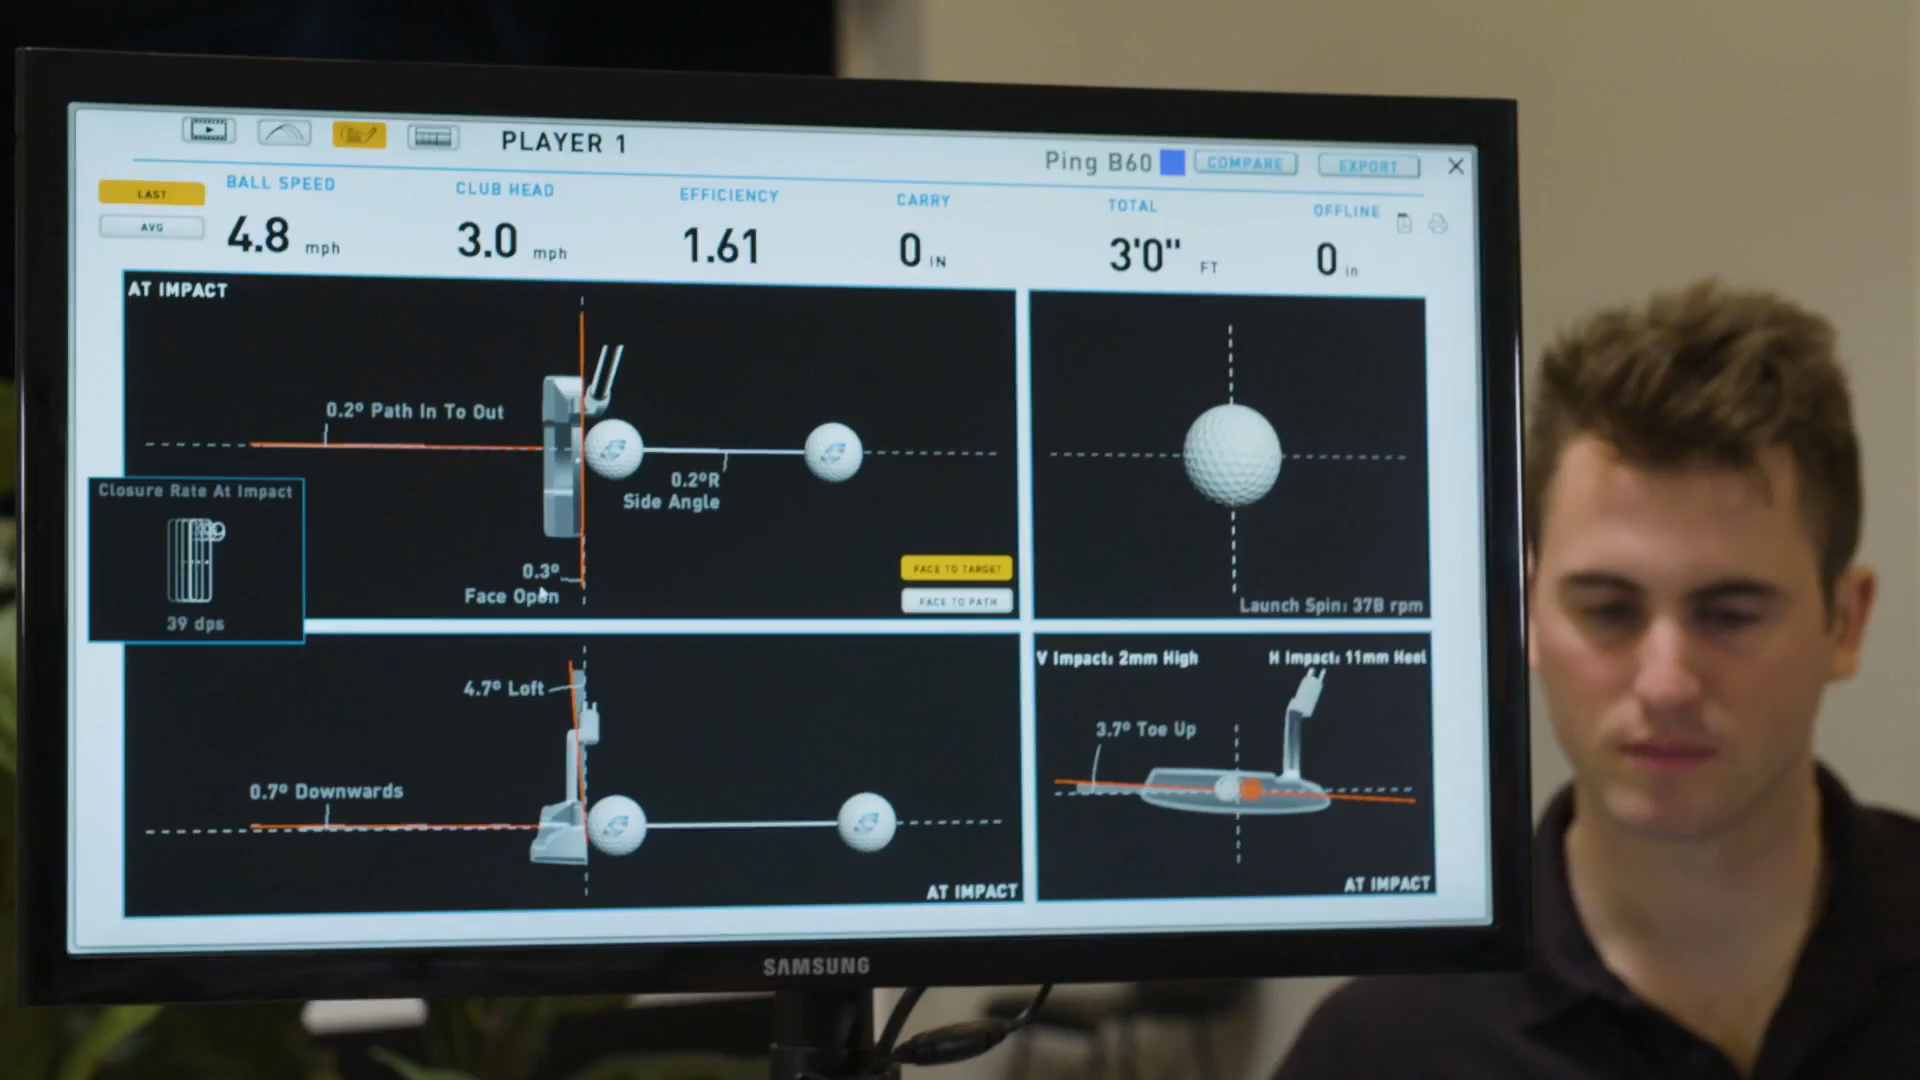 PLAYER 1
Ping B60
COMPARE
EXPORT
LAST
AVG
BALL SPEED
4.8 mph
CLUB HEAD
3.0 mph
EFFICIENCY
1.61
CARRY
0 IN
TOTAL
3'0" FT
OFFLINE
0 in
AT IMPACT
0.2º Path In To Out
0.2ºR
Side Angle
0.3º
Face Open
FACE TO TARGET
FACE TO PATH
Closure Rate At Impact
39 dps
Launch Spin: 378 rpm
4.7º Loft
0.7º Downwards
AT IMPACT
V Impact: 2mm High
H Impact: 11mm Heel
3.7º Toe Up
AT IMPACT
SAMSUNG